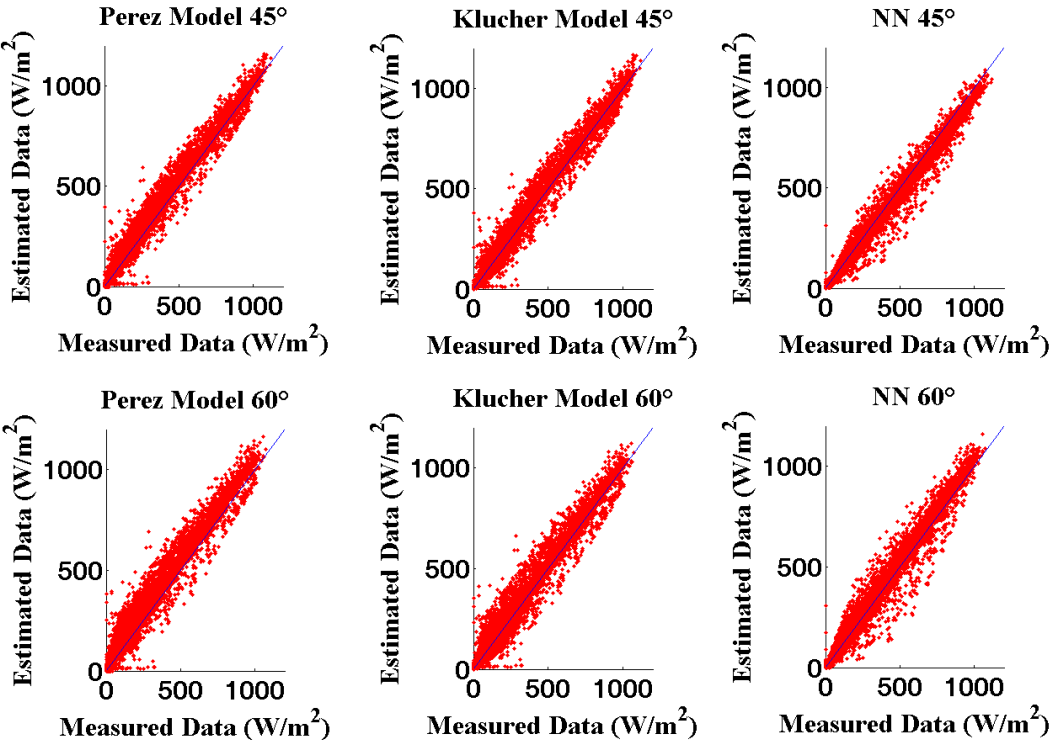 Perez Model 45°
Estimated Data (W/m²)
1000
500
0
0 500 1000
Measured Data (W/m²)
Klucher Model 45°
Estimated Data (W/m²)
1000
500
0
0 500 1000
Measured Data (W/m²)
NN 45°
Estimated Data (W/m²)
1000
500
0
0 500 1000
Measured Data (W/m²)
Perez Model 60°
Estimated Data (W/m²)
1000
500
0
0 500 1000
Measured Data (W/m²)
Klucher Model 60°
Estimated Data (W/m²)
1000
500
0
0 500 1000
Measured Data (W/m²)
NN 60°
Estimated Data (W/m²)
1000
500
0
0 500 1000
Measured Data (W/m²)